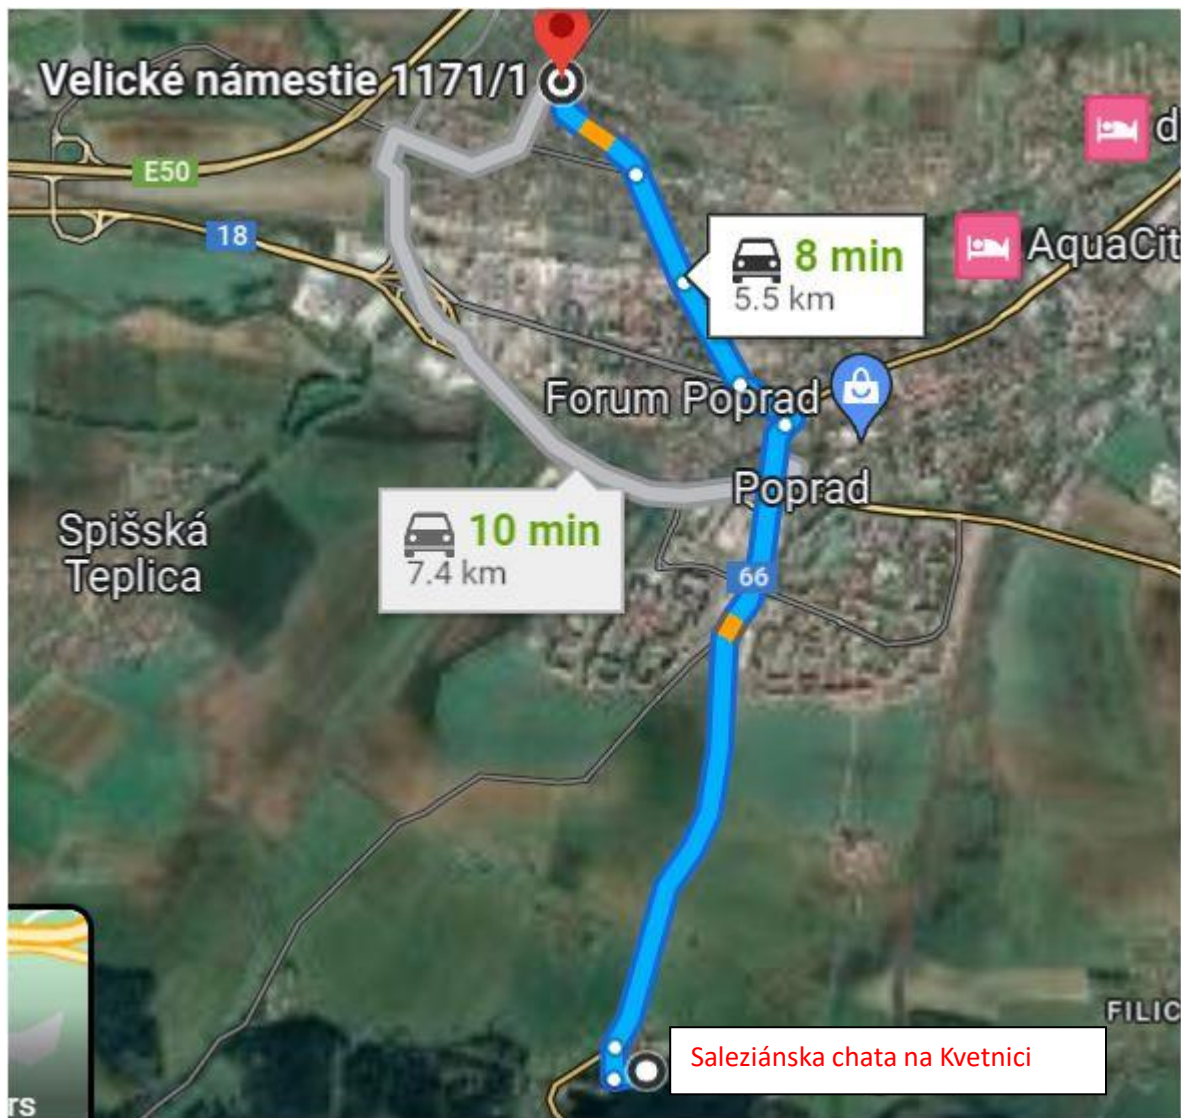 Velické námestie 1171/1
d
E50
18
AquaCit
8 min
5.5 km
Forum Poprad
Poprad
10 min
7.4 km
Spišská
Teplica
66
FILIC
Saleziánska chata na Kvetnici
rs